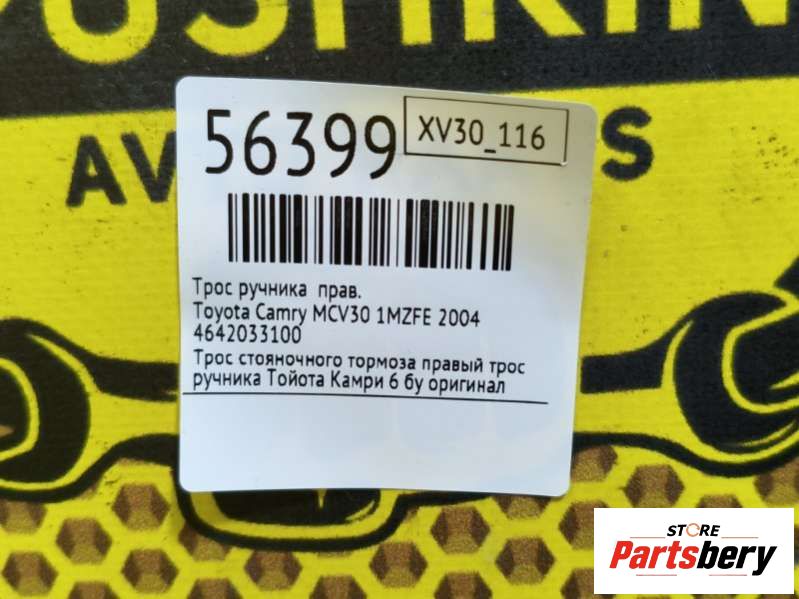 56399
XV30_116
Трос ручника прав.
Toyota Camry MCV30 1MZFE 2004
4642033100
Трос стояночного тормоза правый трос
ручника Тойота Камри 6 бу оригинал
STORE
Partsbery